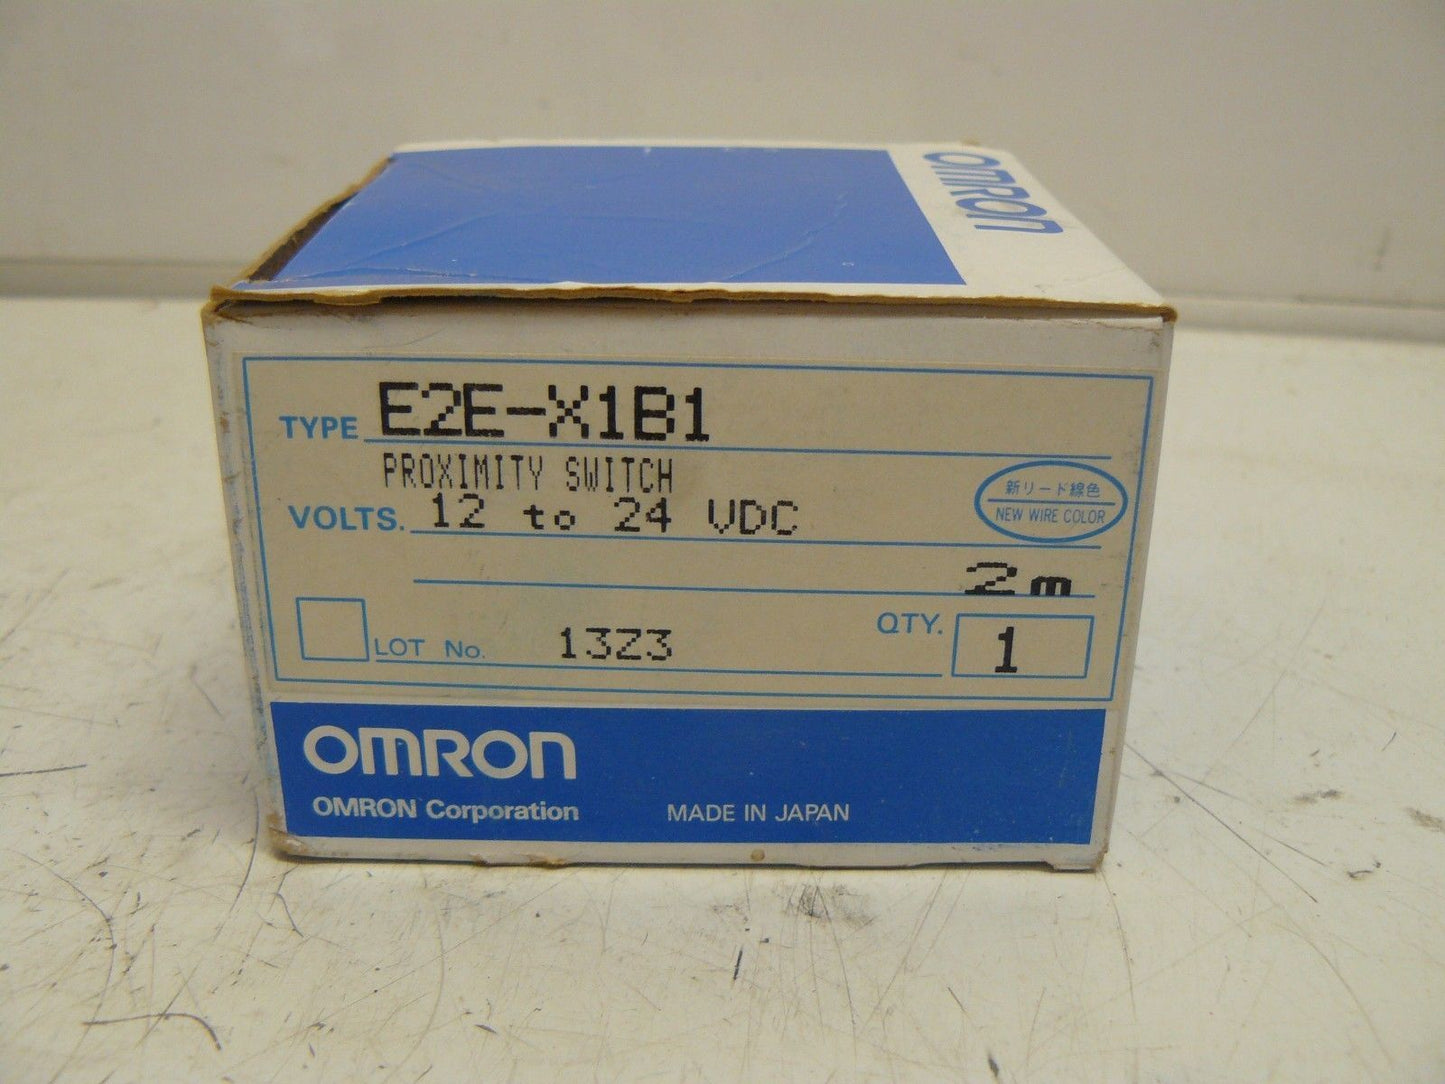 OMRON
TYPE E2E-X1B1
PROXIMITY SWITCH
VOLTS. 12 to 24 VDC
新リード線色
NEW WIRE COLOR
2m
LOT No. 13Z3
QTY. 1
OMRON
OMRON Corporation MADE IN JAPAN